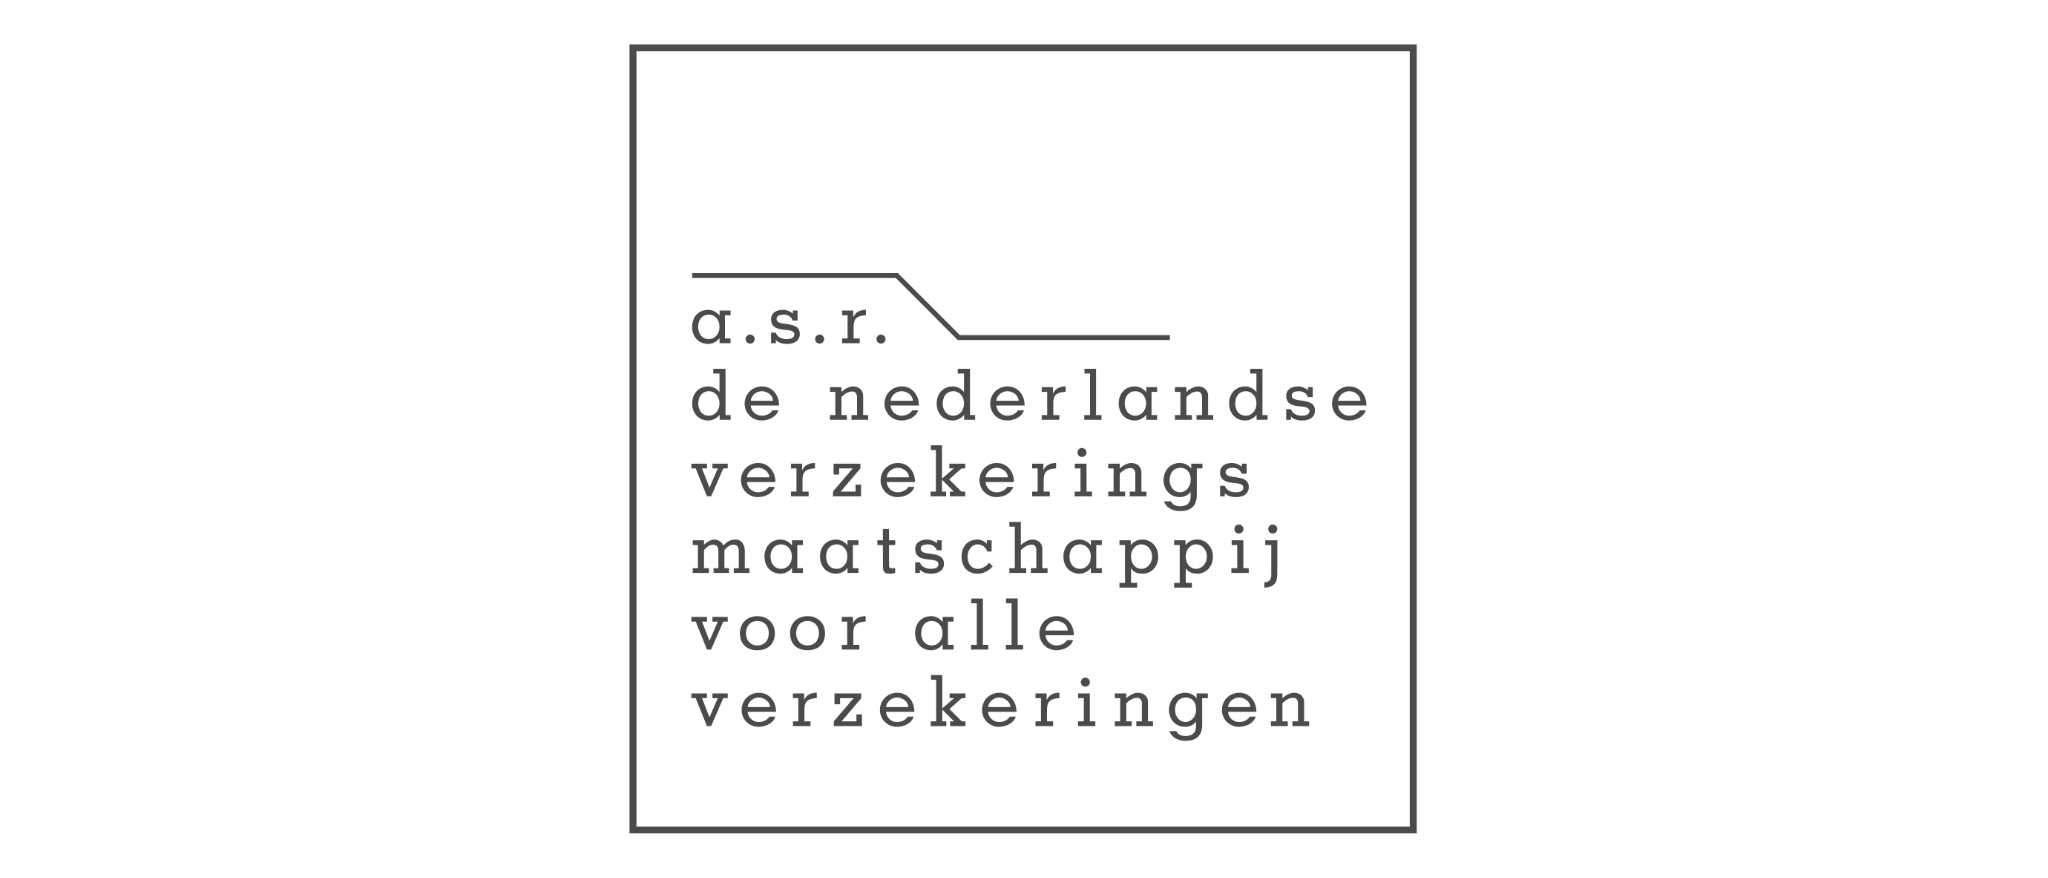 a.s.r.
de nederlandse
verzekerings
maatschappij
voor alle
verzekeringen